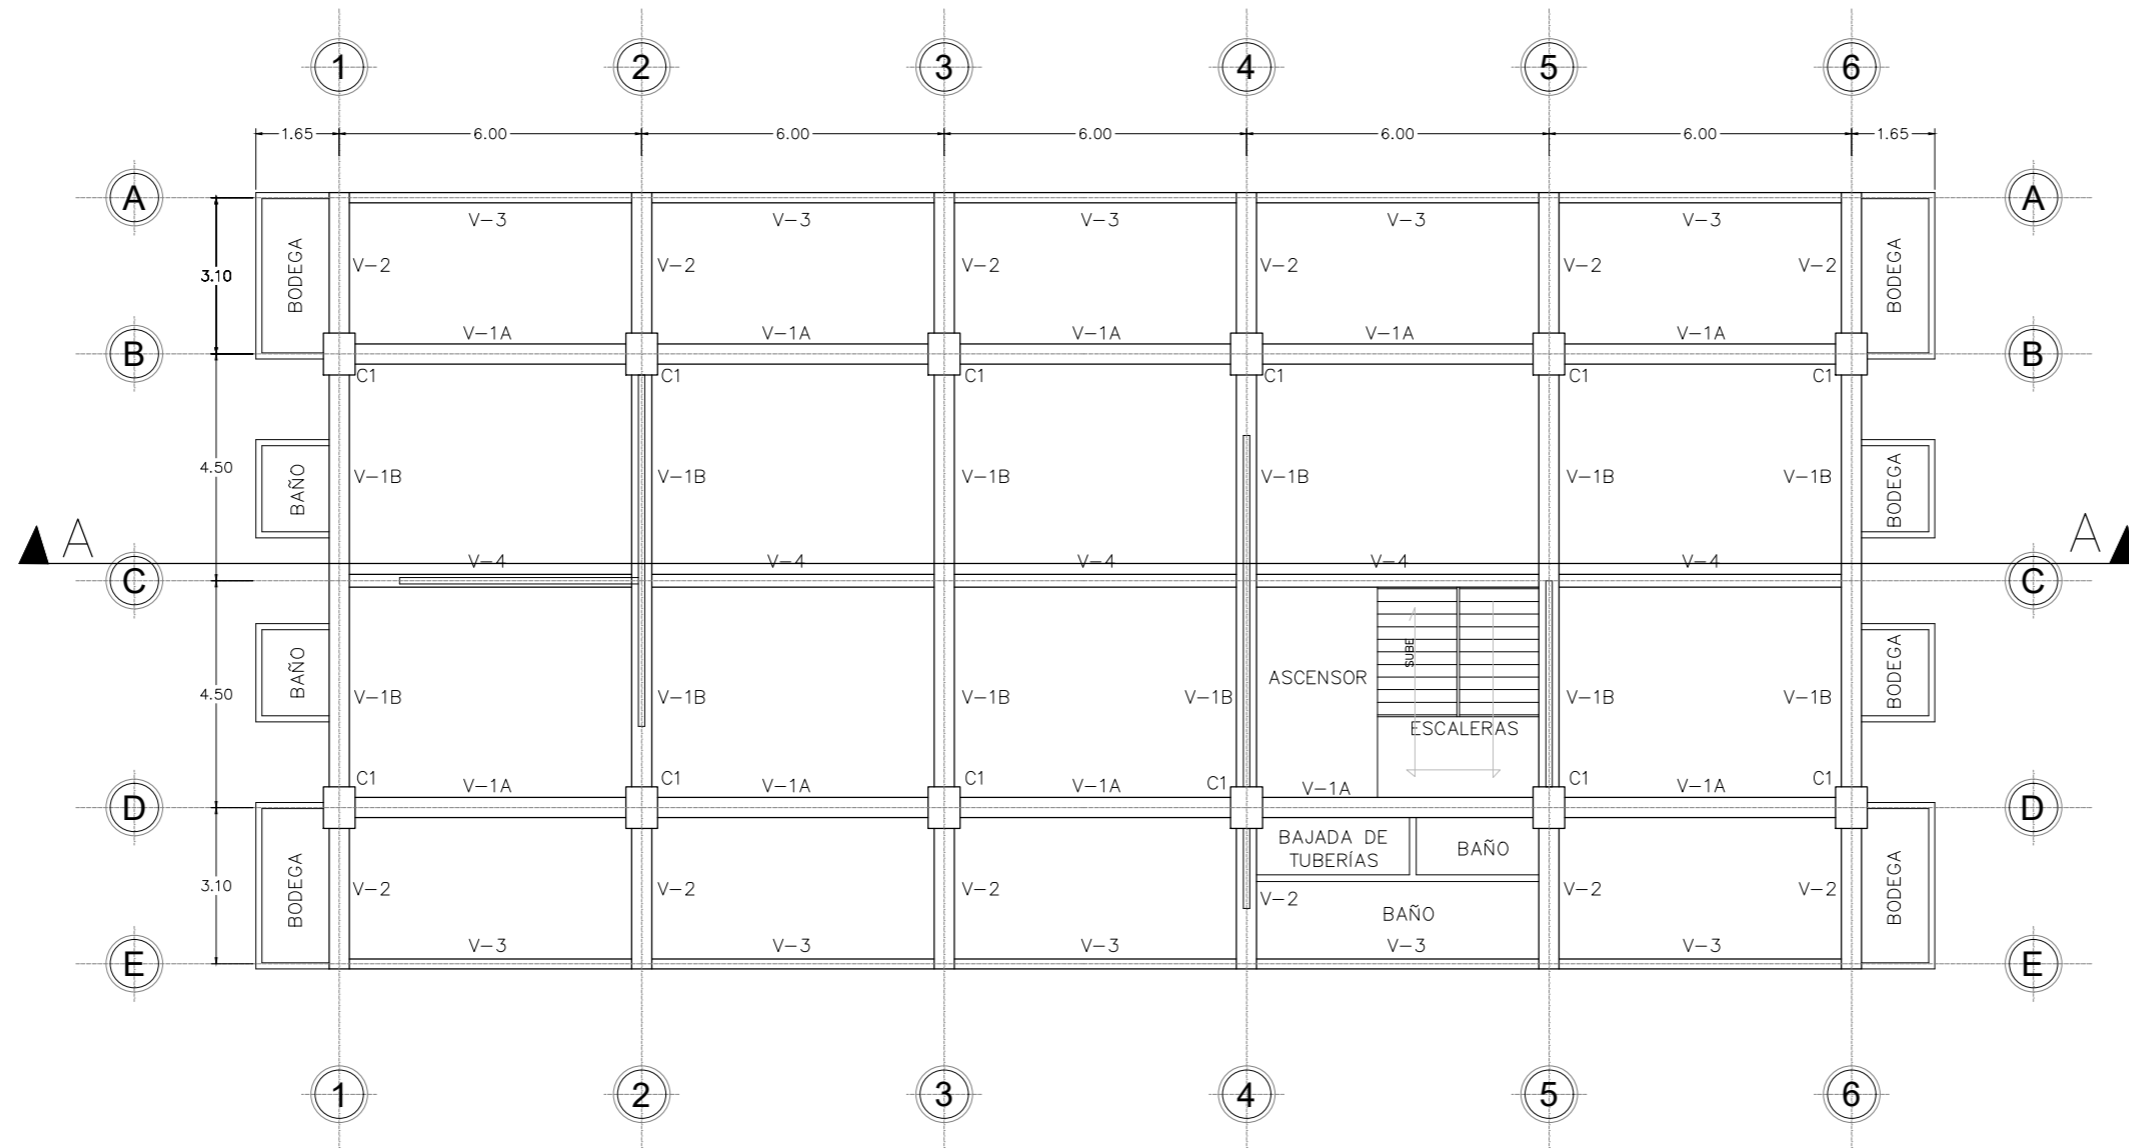 1 2 3 4 5 6
1.65 6.00 6.00 6.00 6.00 6.00 1.65
A A
V-3 V-3 V-3 V-3 V-3
BODEGA 3.10 V-2 V-2 V-2 V-2 V-2 V-2 BODEGA
V-1A V-1A V-1A V-1A V-1A
B B
C1 C1 C1 C1 C1 C1
4.50
BAÑO V-1B V-1B V-1B V-1B V-1B V-1B BODEGA
A A
V-4 V-4 V-4 V-4 V-4
C C
SUBE
BAÑO ASCENSOR BODEGA
4.50 V-1B V-1B V-1B V-1B V-1B V-1B
ESCALERAS
C1 C1 C1 C1 C1 C1
V-1A V-1A V-1A V-1A V-1A
D D
BAJADA DE
TUBERÍAS BAÑO
BODEGA 3.10 V-2 V-2 V-2 V-2 V-2 V-2 BODEGA
BAÑO
V-3 V-3 V-3 V-3 V-3
E E
1 2 3 4 5 6